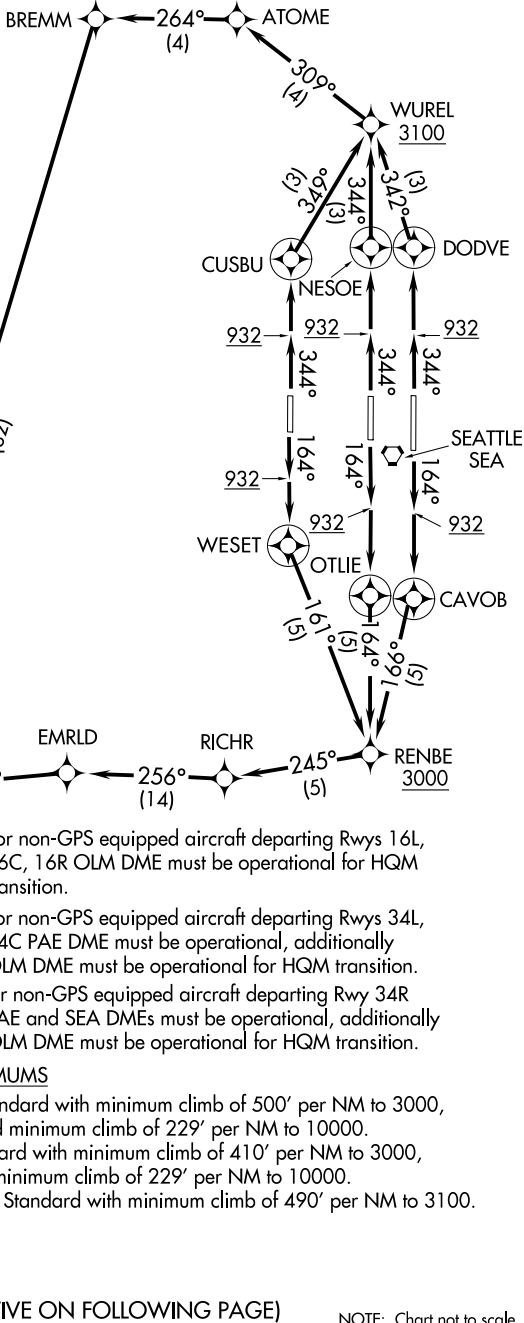 BREMM
264°
(4)
ATOME
309°
(4)
WUREL
3100
(3)
349°
(3)
344°
342°
(3)
CUSBU
NESOE
DODVE
932
932
932
344°
344°
344°
SEATTLE
SEA
164°
164°
164°
932
932
932
WESET
OTLIE
CAVOB
161°
(5)
(5)
164°
166°
(5)
EMRLD
RICHR
256°
(14)
245°
(5)
RENBE
3000
or non-GPS equipped aircraft departing Rwys 16L,
6C, 16R OLM DME must be operational for HQM
ansition.
or non-GPS equipped aircraft departing Rwys 34L,
4C PAE DME must be operational, additionally
OLM DME must be operational for HQM transition.
r non-GPS equipped aircraft departing Rwy 34R
AE and SEA DMEs must be operational, additionally
OLM DME must be operational for HQM transition.
MUMS
ndard with minimum climb of 500' per NM to 3000,
d minimum climb of 229' per NM to 10000.
ard with minimum climb of 410' per NM to 3000,
minimum climb of 229' per NM to 10000.
Standard with minimum climb of 490' per NM to 3100.
TIVE ON FOLLOWING PAGE)
NOTE: Chart not to scale